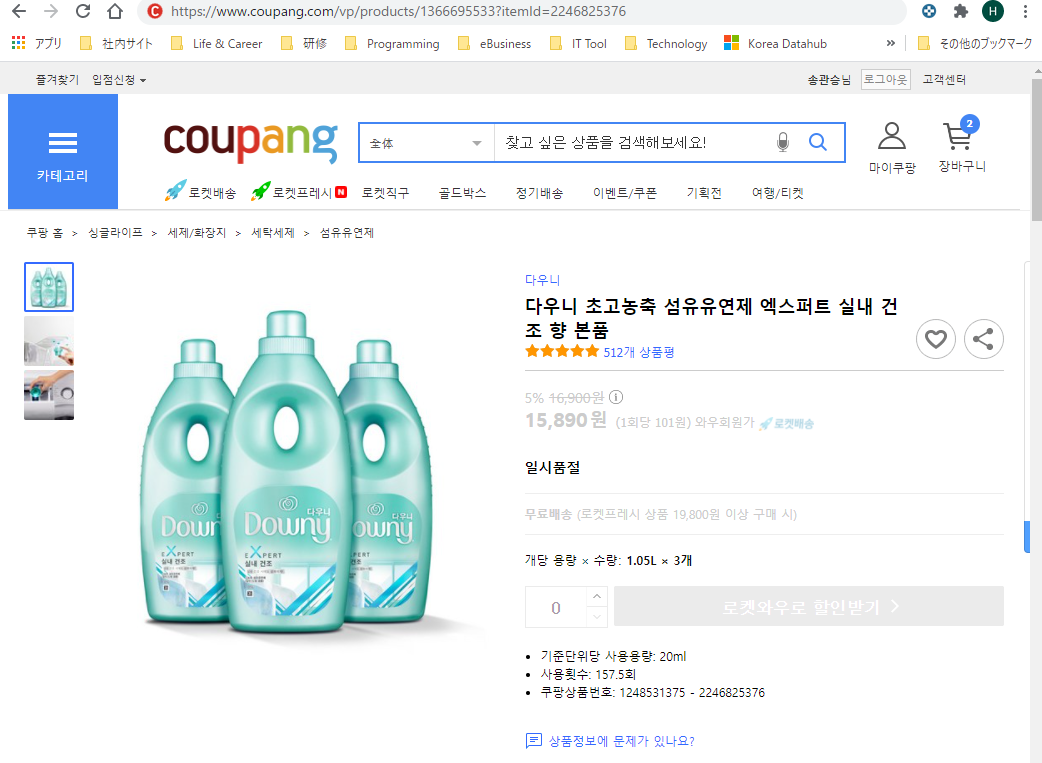 https://www.coupang.com/vp/products/1366695533?itemId=2246825376
H
アプリ 社内サイト Life & Career 研修 Programming eBusiness IT Tool Technology Korea Datahub » その他のブックマーク
즐겨찾기 입점신청 송관승님 로그아웃 고객센터
카테고리
coupang
全体 찾고 싶은 상품을 검색해보세요!
마이쿠팡
2
장바구니
로켓배송 로켓프레시 N 로켓직구 골드박스 정기배송 이벤트/쿠폰 기획전 여행/티켓
쿠팡 홈 > 싱글라이프 > 세제/화장지 > 세탁세제 > 섬유유연제
다우니
다우니 초고농축 섬유유연제 엑스퍼트 실내 건
조 향 본품
512개 상품평
5% 16,900원
15,890원 (1회당 101원) 와우회원가 로켓배송
일시품절
무료배송 (로켓프레시 상품 19,800원 이상 구매 시)
개당 용량 × 수량: 1.05L × 3개
0 로켓와우로 할인받기 >
• 기준단위당 사용용량: 20ml
• 사용횟수: 157.5회
• 쿠팡상품번호: 1248531375 - 2246825376
상품정보에 문제가 있나요?
다우니
Downy
EXPERT
실내 건조
다우니
Downy
EXPERT
실내 건조
다우니
owny